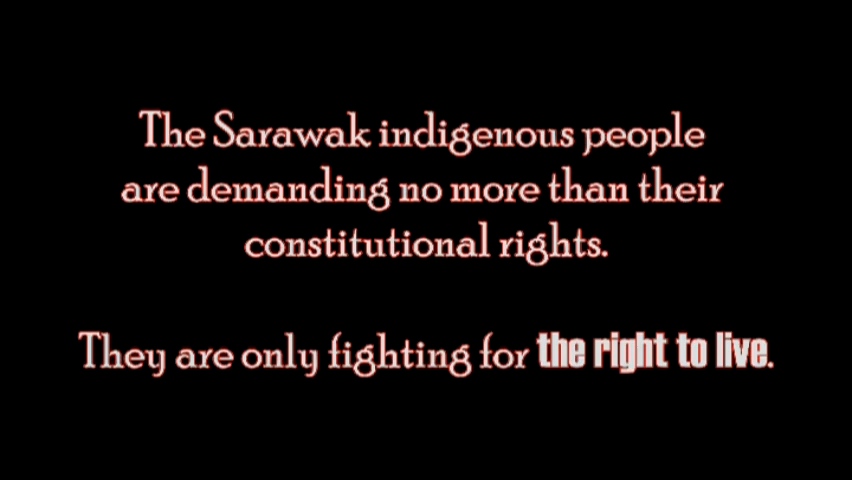 The Sarawak indigenous people
are demanding no more than their
constitutional rights.
They are only fighting for the right to live.